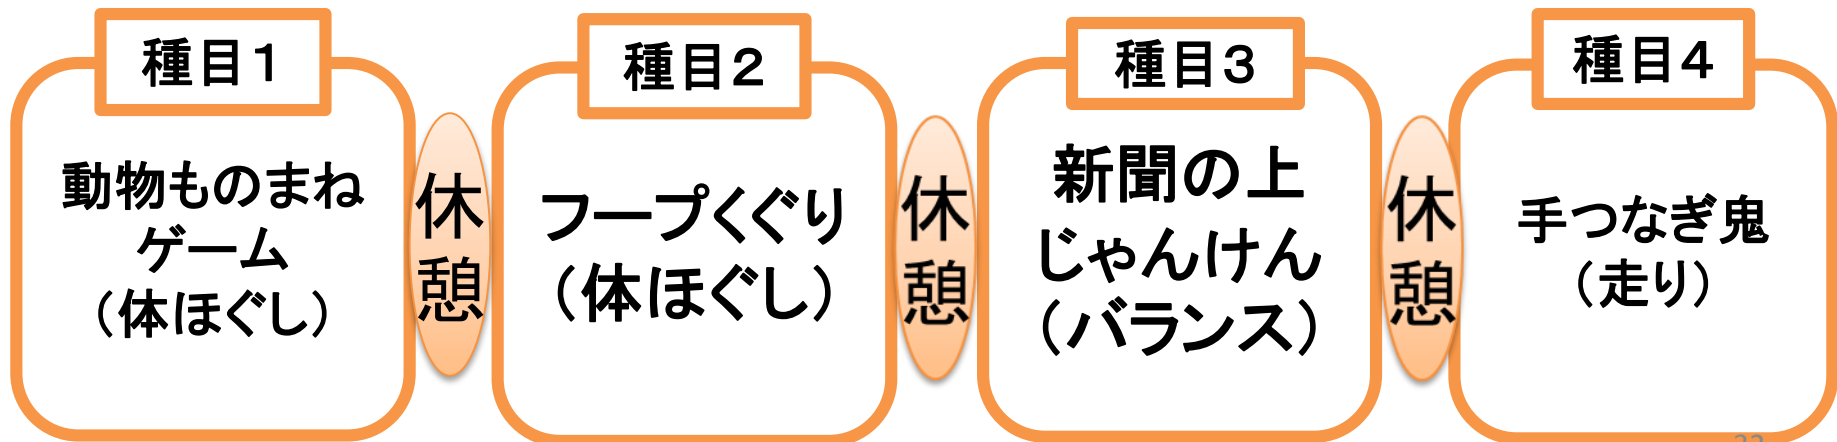 種目１
動物ものまね
ゲーム
（体ほぐし）
休
憩
種目２
フープくぐり
（体ほぐし）
休
憩
種目３
新聞の上
じゃんけん
（バランス）
休
憩
種目４
手つなぎ鬼
（走り）